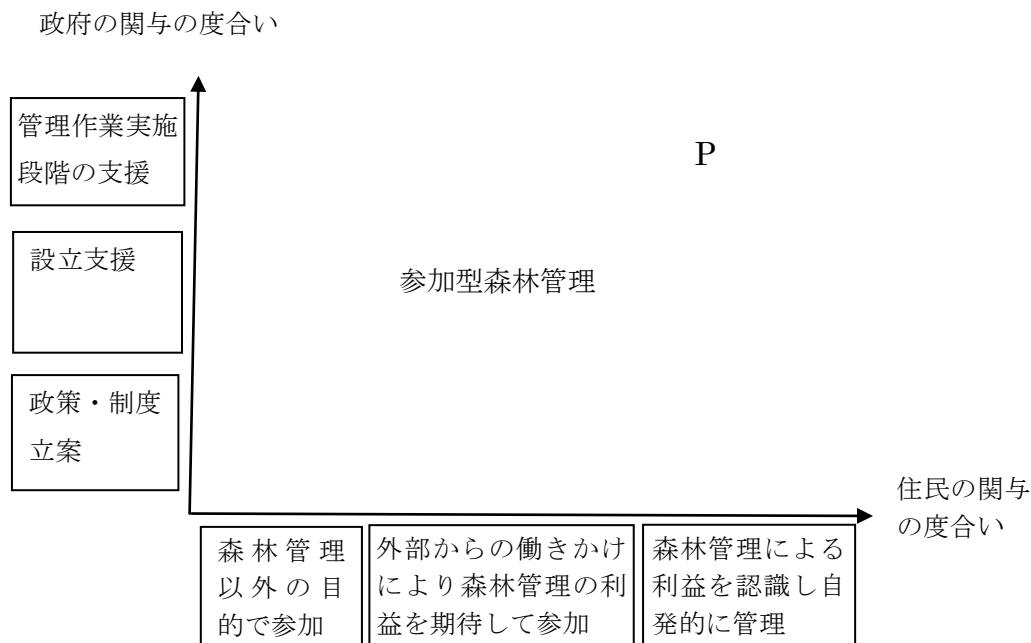 政府の関与の度合い
管理作業実施
段階の支援
P
設立支援
参加型森林管理
政策・制度
立案
住民の関与
の度合い
森林管理
以外の目
的で参加
外部からの働きかけ
により森林管理の利
益を期待して参加
森林管理による
利益を認識し自
発的に管理